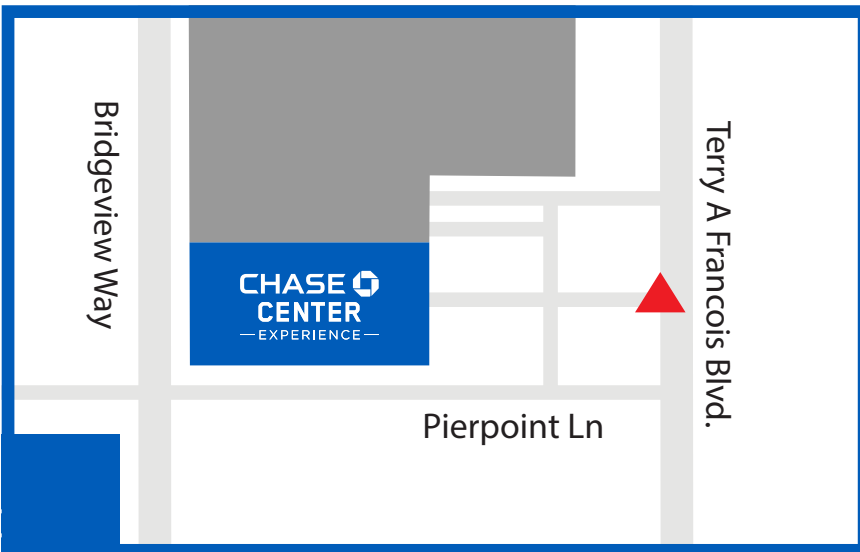 Bridgeview Way
CHASE
CENTER
—EXPERIENCE—
Terry A Francois Blvd.
Pierpoint Ln